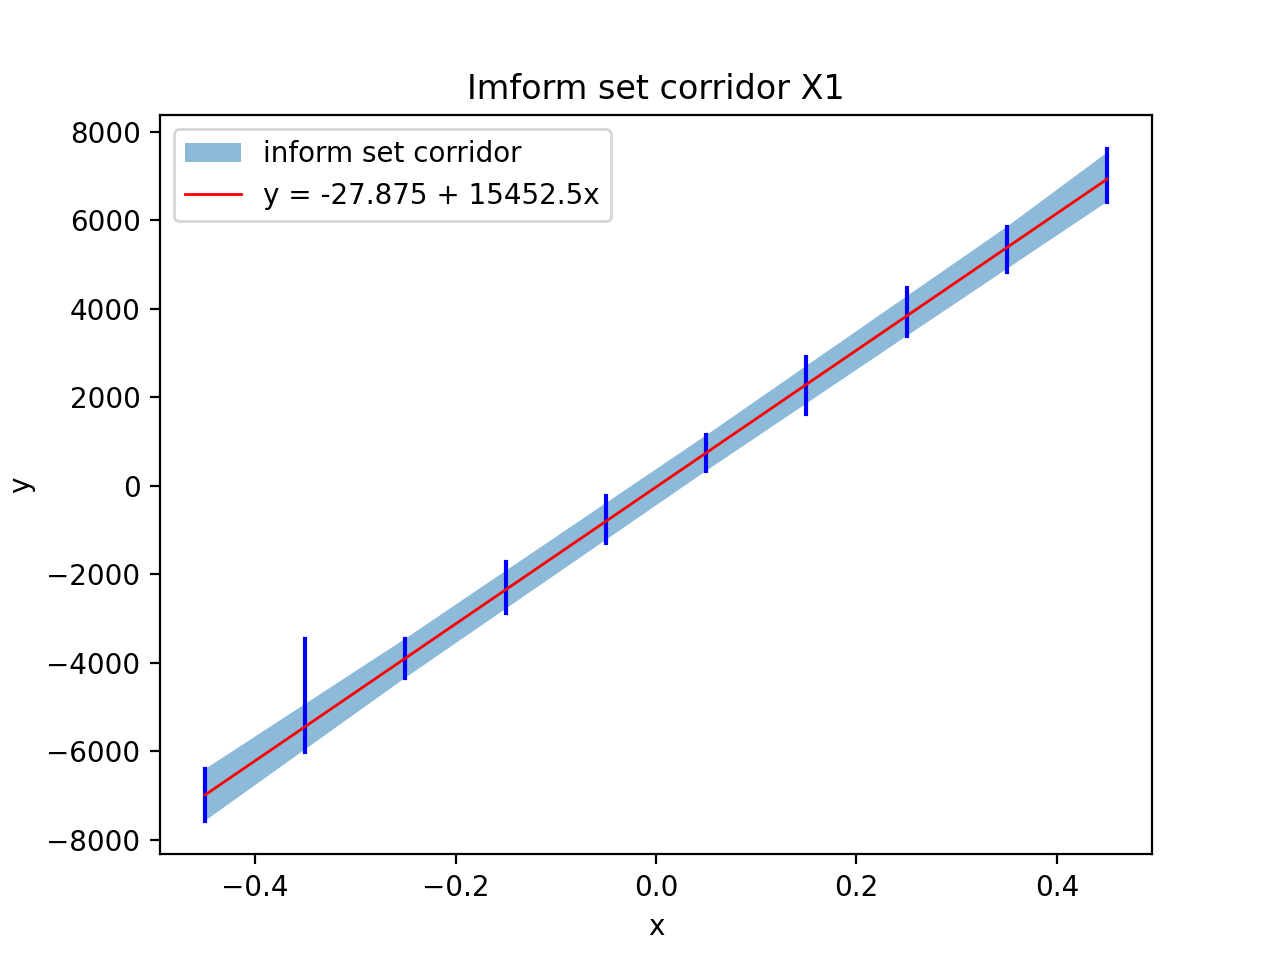 Imform set corridor X1
inform set corridor
y = -27.875 + 15452.5x
8000
6000
4000
2000
0
−2000
−4000
−6000
−8000
y
−0.4 −0.2 0.0 0.2 0.4
x